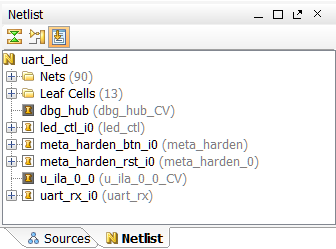 Netlist
uart_led
Nets (90)
Leaf Cells (13)
dbg_hub (dbg_hub_CV)
led_ctl_i0 (led_ctl)
meta_harden_btn_i0 (meta_harden)
meta_harden_rst_i0 (meta_harden_0)
u_ila_0_0 (u_ila_0_0_CV)
uart_rx_i0 (uart_rx)
Sources Netlist